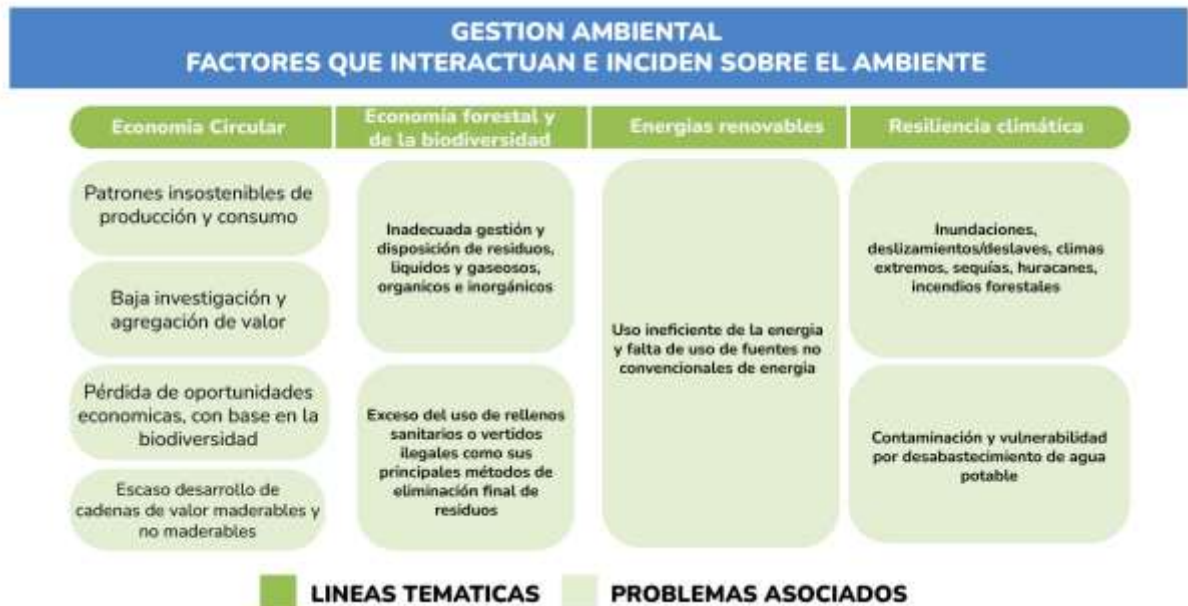 GESTION AMBIENTAL
FACTORES QUE INTERACTUAN E INCIDEN SOBRE EL AMBIENTE
Economia Circular
Economía forestal y
de la biodiversidad
Energias renovables
Resiliencia climática
Patrones insostenibles de
producción y consumo
Baja investigación y
agregación de valor
Pérdida de oportunidades
economicas, con base en la
biodiversidad
Escaso desarrollo de
cadenas de valor maderables y
no maderables
Inadecuada gestión y
disposición de residuos,
liquidos y gaseosos,
organicos e inorgánicos
Exceso del uso de rellenos
sanitarios o vertidos
ilegales como sus
principales métodos de
eliminación final de
residuos
Uso ineficiente de la energia
y falta de uso de fuentes no
convencionales de energia
Inundaciones,
deslizamientos/deslaves, climas
extremos, sequías, huracanes,
incendios forestales
Contaminación y vulnerabilidad
por desabastecimiento de agua
potable
LINEAS TEMATICAS
PROBLEMAS ASOCIADOS